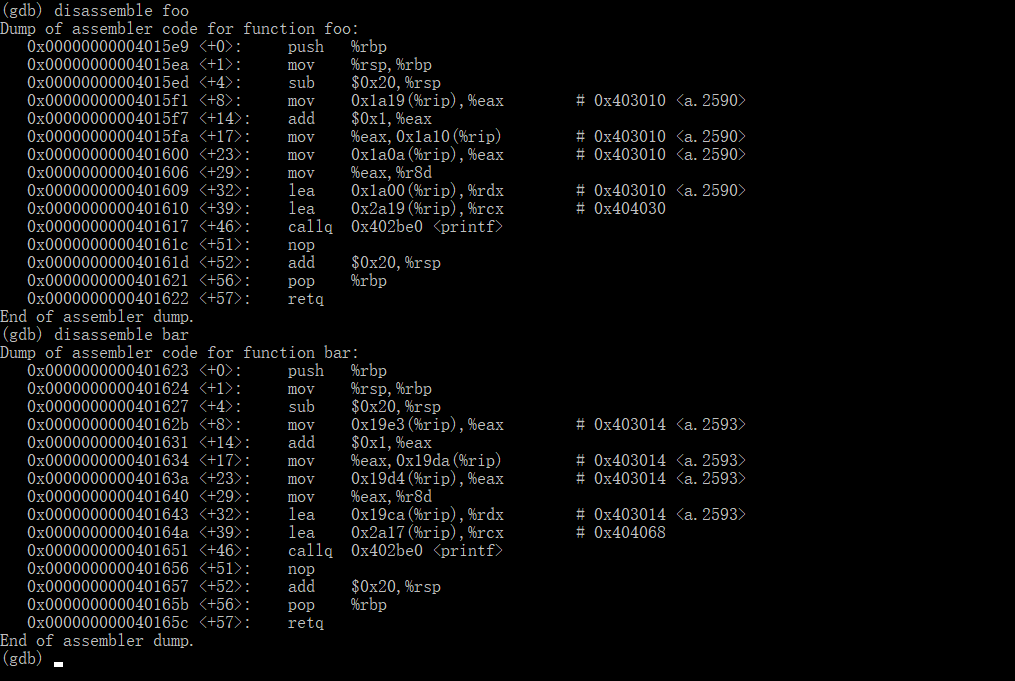 (gdb) disassemble foo
Dump of assembler code for function foo:
   0x00000000004015e9 <+0>:     push   %rbp
   0x00000000004015ea <+1>:     mov    %rsp,%rbp
   0x00000000004015ed <+4>:     sub    $0x20,%rsp
   0x00000000004015f1 <+8>:     mov    0x1a19(%rip),%eax        # 0x403010 <a.2590>
   0x00000000004015f7 <+14>:    add    $0x1,%eax
   0x00000000004015fa <+17>:    mov    %eax,0x1a10(%rip)        # 0x403010 <a.2590>
   0x0000000000401600 <+23>:    mov    0x1a0a(%rip),%eax        # 0x403010 <a.2590>
   0x0000000000401606 <+29>:    mov    %eax,%r8d
   0x0000000000401609 <+32>:    lea    0x1a00(%rip),%rdx        # 0x403010 <a.2590>
   0x0000000000401610 <+39>:    lea    0x2a19(%rip),%rcx        # 0x404030
   0x0000000000401617 <+46>:    callq  0x402be0 <printf>
   0x000000000040161c <+51>:    nop
   0x000000000040161d <+52>:    add    $0x20,%rsp
   0x0000000000401621 <+56>:    pop    %rbp
   0x0000000000401622 <+57>:    retq
End of assembler dump.
(gdb) disassemble bar
Dump of assembler code for function bar:
   0x0000000000401623 <+0>:     push   %rbp
   0x0000000000401624 <+1>:     mov    %rsp,%rbp
   0x0000000000401627 <+4>:     sub    $0x20,%rsp
   0x000000000040162b <+8>:     mov    0x19e3(%rip),%eax        # 0x403014 <a.2593>
   0x0000000000401631 <+14>:    add    $0x1,%eax
   0x0000000000401634 <+17>:    mov    %eax,0x19da(%rip)        # 0x403014 <a.2593>
   0x000000000040163a <+23>:    mov    0x19d4(%rip),%eax        # 0x403014 <a.2593>
   0x0000000000401640 <+29>:    mov    %eax,%r8d
   0x0000000000401643 <+32>:    lea    0x19ca(%rip),%rdx        # 0x403014 <a.2593>
   0x000000000040164a <+39>:    lea    0x2a17(%rip),%rcx        # 0x404068
   0x0000000000401651 <+46>:    callq  0x402be0 <printf>
   0x0000000000401656 <+51>:    nop
   0x0000000000401657 <+52>:    add    $0x20,%rsp
   0x000000000040165b <+56>:    pop    %rbp
   0x000000000040165c <+57>:    retq
End of assembler dump.
(gdb)